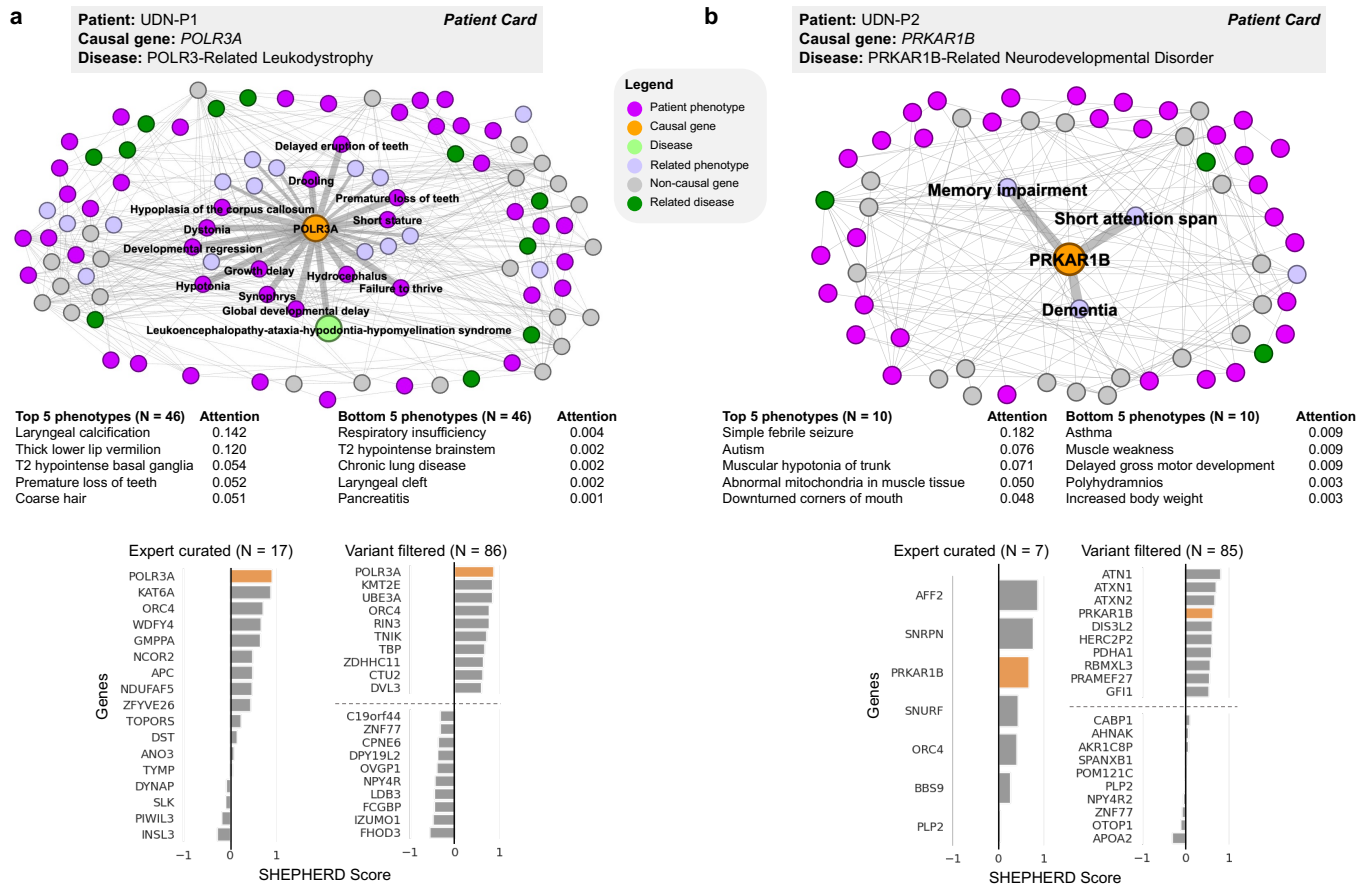 a
Patient: UDN-P1
Patient Card
Causal gene: POLR3A
Disease: POLR3-Related Leukodystrophy
Delayed eruption of teeth
Drooling
Premature loss of teeth
Hypoplasia of the corpus callosum
Short stature
Dystonia
POLR3A
Developmental regression
Growth delay
Hydrocephalus
Hypotonia
Failure to thrive
Synophrys
Global developmental delay
Leukoencephalopathy-ataxia-hypodontia-hypomyelination syndrome
Top 5 phenotypes (N = 46) Attention
Laryngeal calcification 0.142
Thick lower lip vermilion 0.120
T2 hypointense basal ganglia 0.054
Premature loss of teeth 0.052
Coarse hair 0.051
Bottom 5 phenotypes (N = 46) Attention
Respiratory insufficiency 0.004
T2 hypointense brainstem 0.002
Chronic lung disease 0.002
Laryngeal cleft 0.002
Pancreatitis 0.001
Expert curated (N = 17)
Genes
POLR3A
KAT6A
ORC4
WDFY4
GMPPA
NCOR2
APC
NDUFAF5
ZFYVE26
TOPORS
DST
ANO3
TYMP
DYNAP
SLK
PIWIL3
INSL3
−1 0 1
Variant filtered (N = 86)
POLR3A
KMT2E
UBE3A
ORC4
RIN3
TNIK
TBP
ZDHHC11
CTU2
DVL3
C19orf44
ZNF77
CPNE6
DPY19L2
OVGP1
NPY4R
LDB3
FCGBP
IZUMO1
FHOD3
−1 0 1
SHEPHERD Score
Legend
Patient phenotype
Causal gene
Disease
Related phenotype
Non-causal gene
Related disease
b
Patient: UDN-P2
Patient Card
Causal gene: PRKAR1B
Disease: PRKAR1B-Related Neurodevelopmental Disorder
Memory impairment
Short attention span
PRKAR1B
Dementia
Top 5 phenotypes (N = 10) Attention
Simple febrile seizure 0.182
Autism 0.076
Muscular hypotonia of trunk 0.071
Abnormal mitochondria in muscle tissue 0.050
Downturned corners of mouth 0.048
Bottom 5 phenotypes (N = 10) Attention
Asthma 0.009
Muscle weakness 0.009
Delayed gross motor development 0.009
Polyhydramnios 0.003
Increased body weight 0.003
Expert curated (N = 7)
Genes
AFF2
SNRPN
PRKAR1B
SNURF
ORC4
BBS9
PLP2
−1 0 1
Variant filtered (N = 85)
ATN1
ATXN1
ATXN2
PRKAR1B
DIS3L2
HERC2P2
PDHA1
RBMXL3
PRAMEF27
GFI1
CABP1
AHNAK
AKR1C8P
SPANXB1
POM121C
PLP2
NPY4R2
ZNF77
OTOP1
APOA2
−1 0 1
SHEPHERD Score